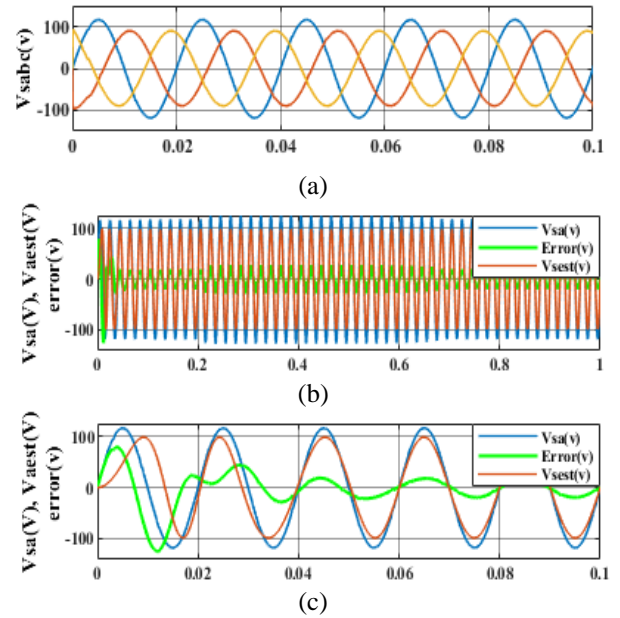 Vsabc(v)
100
0
-100
0 0.02 0.04 0.06 0.08 0.1
(a)
Vsa(V), Vaest(V)
error(v)
100
0
-100
Vsa(v)
Error(v)
Vsest(v)
0 0.2 0.4 0.6 0.8 1
(b)
Vsa(V), Vaest(V)
error(v)
100
0
-100
Vsa(v)
Error(v)
Vsest(v)
0 0.02 0.04 0.06 0.08 0.1
(c)